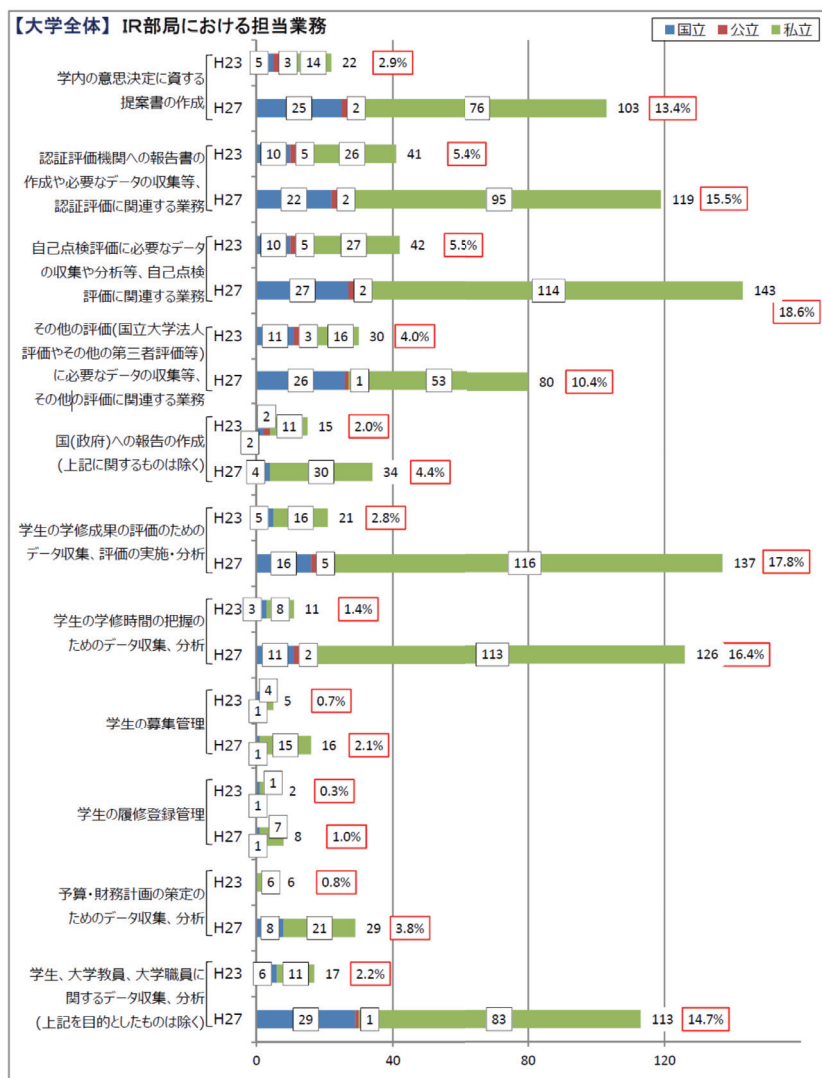 【大学全体】 IR部局における担当業務
国立 公立 私立
学内の意思決定に資する
提案書の作成
H23 5 3 14 22 2.9%
H27 25 2 76 103 13.4%
認証評価機関への報告書の
作成や必要なデータの収集等、
認証評価に関連する業務
H23 10 5 26 41 5.4%
H27 22 2 95 119 15.5%
自己点検評価に必要なデータ
の収集や分析等、自己点検
評価に関連する業務
H23 10 5 27 42 5.5%
H27 27 2 114 143 18.6%
その他の評価(国立大学法人
評価やその他の第三者評価等)
に必要なデータの収集等、
その他の評価に関連する業務
H23 11 3 16 30 4.0%
H27 26 1 53 80 10.4%
国(政府)への報告の作成
(上記に関するものは除く)
H23 2 2 11 15 2.0%
H27 4 30 34 4.4%
学生の学修成果の評価のための
データ収集、評価の実施・分析
H23 5 16 21 2.8%
H27 16 5 116 137 17.8%
学生の学修時間の把握の
ためのデータ収集、分析
H23 3 8 11 1.4%
H27 11 2 113 126 16.4%
学生の募集管理
H23 1 4 5 0.7%
H27 1 15 16 2.1%
学生の履修登録管理
H23 1 1 2 0.3%
H27 1 7 8 1.0%
予算・財務計画の策定の
ためのデータ収集、分析
H23 6 6 0.8%
H27 8 21 29 3.8%
学生、大学教員、大学職員に
関するデータ収集、分析
(上記を目的としたものは除く)
H23 6 11 17 2.2%
H27 29 1 83 113 14.7%
0 40 80 120